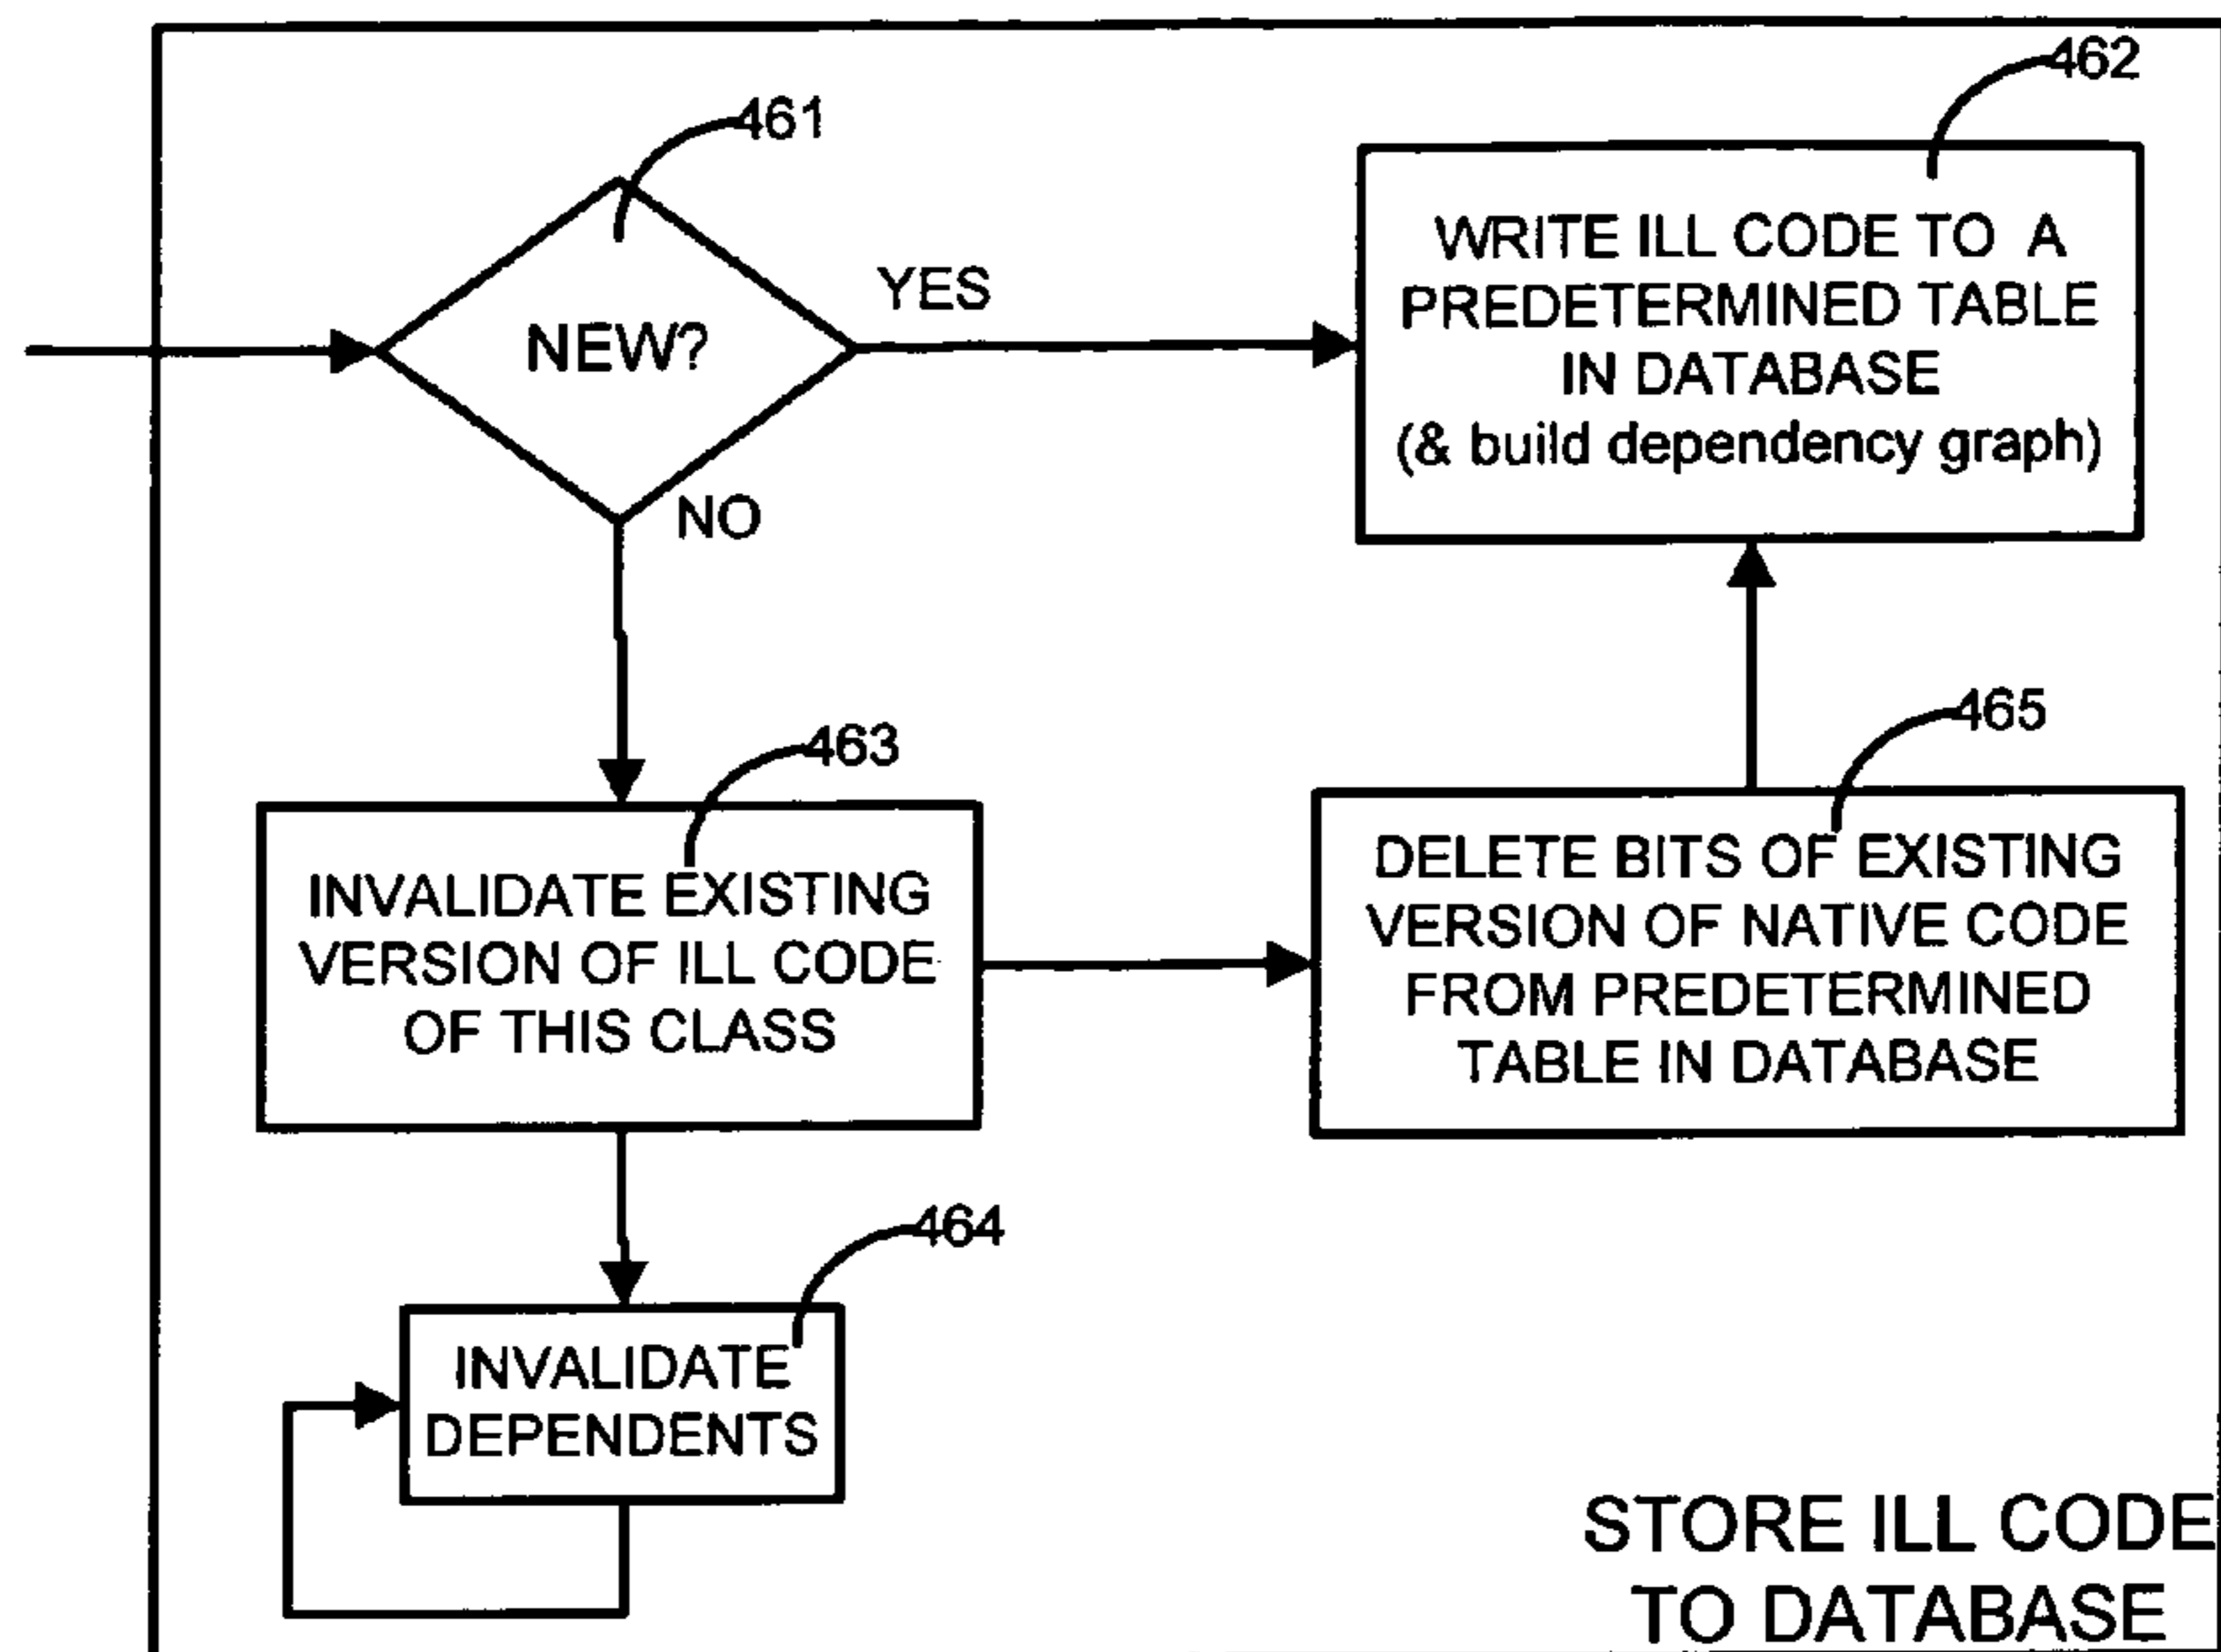 462
461
WRITE ILL CODE TO A
PREDETERMINED TABLE
IN DATABASE
(& build dependency graph)
YES
NEW?
NO
463
465
INVALIDATE EXISTING
VERSION OF ILL CODE
OF THIS CLASS
DELETE BITS OF EXISTING
VERSION OF NATIVE CODE
FROM PREDETERMINED
TABLE IN DATABASE
464
INVALIDATE
DEPENDENTS
STORE ILL CODE
TO DATABASE